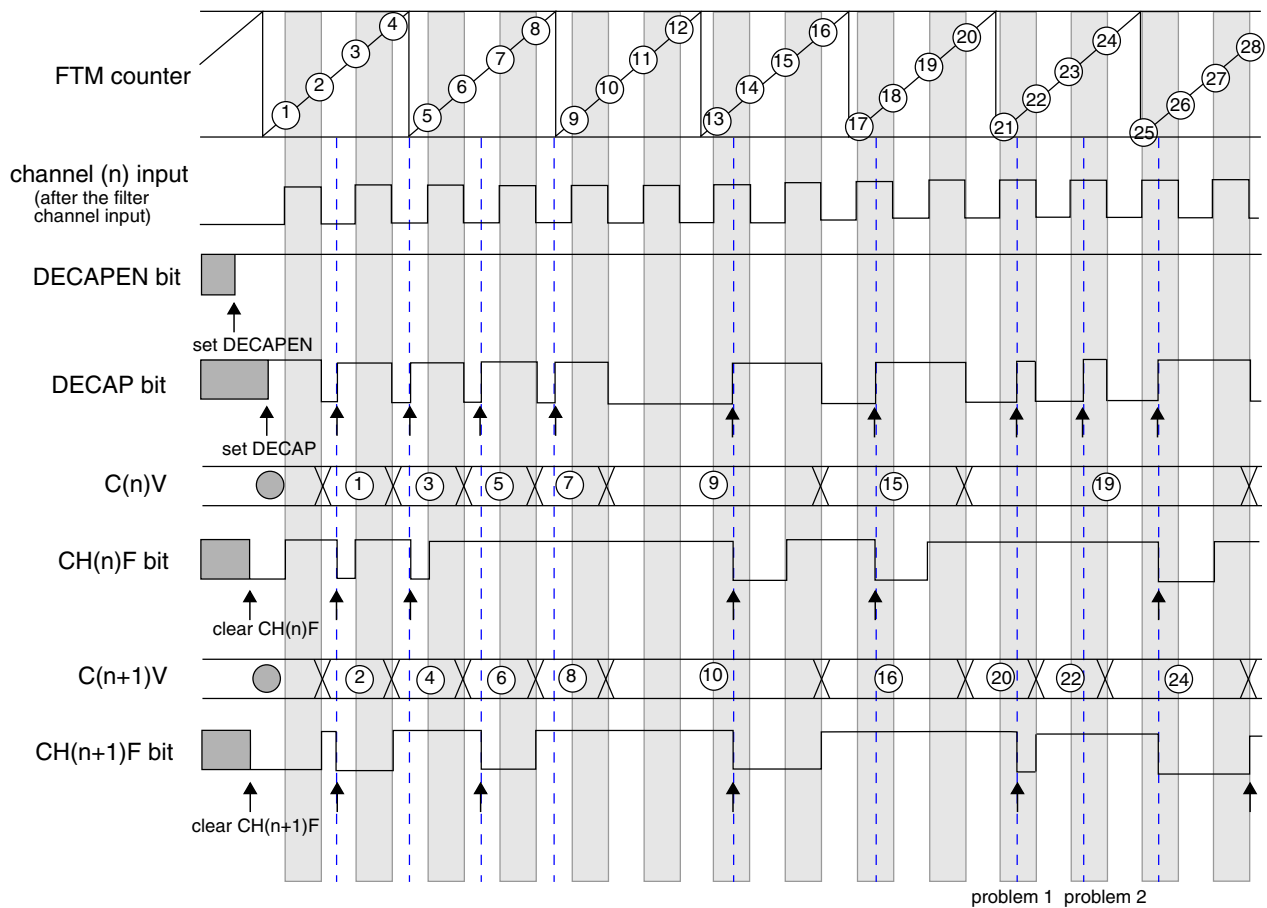 4 8 12 16 20 24 28
3 7 11 15 19 23 27
FTM counter
2 6 10 14 18 22 26
1 5 9 13 17 21 25
channel (n) input
(after the filter
channel input)
DECAPEN bit
set DECAPEN
DECAP bit
set DECAP
C(n)V 1 3 5 7 9 15 19
CH(n)F bit
clear CH(n)F
C(n+1)V 2 4 6 8 10 16 20 22 24
CH(n+1)F bit
clear CH(n+1)F
problem 1 problem 2